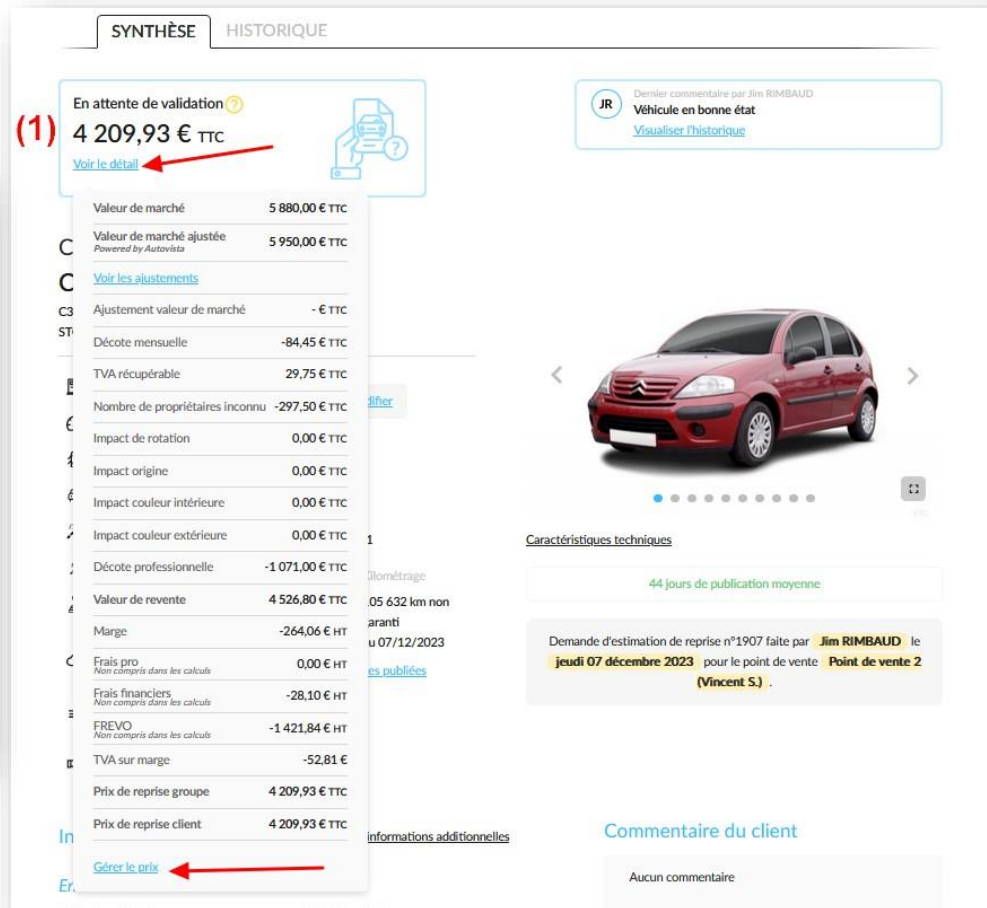 SYNTHÈSE HISTORIQUE
(1)
En attente de validation ?
4 209,93 € TTC
Voir le détail
JR
Dernier commentaire par Jim RIMBAUD
Véhicule en bonne état
Visualiser l'historique
Valeur de marché 5 880,00 € TTC
Valeur de marché ajustée 5 950,00 € TTC
Powered by Autovista
Voir les ajustements
Ajustement valeur de marché - € TTC
Décote mensuelle -84,45 € TTC
TVA récupérable 29,75 € TTC
Nombre de propriétaires inconnu -297,50 € TTC
Impact de rotation 0,00 € TTC
Impact origine 0,00 € TTC
Impact couleur intérieure 0,00 € TTC
Impact couleur extérieure 0,00 € TTC
Décote professionnelle -1 071,00 € TTC
Valeur de revente 4 526,80 € TTC
Marge -264,06 € HT
Frais pro 0,00 € HT
Non compris dans les calculs
Frais financiers -28,10 € HT
Non compris dans les calculs
FREVO -1 421,84 € HT
Non compris dans les calculs
TVA sur marge -52,81 €
Prix de reprise groupe 4 209,93 € TTC
Prix de reprise client 4 209,93 € TTC
Gérer le prix
C
C
C3
ST
difier
1
Kilométrage
105 632 km non
garanti
u 07/12/2023
es publiées
In
informations additionnelles
En
Caractéristiques techniques
44 jours de publication moyenne
Demande d'estimation de reprise n°1907 faite par Jim RIMBAUD le
jeudi 07 décembre 2023 pour le point de vente Point de vente 2
(Vincent S.) .
Commentaire du client
Aucun commentaire